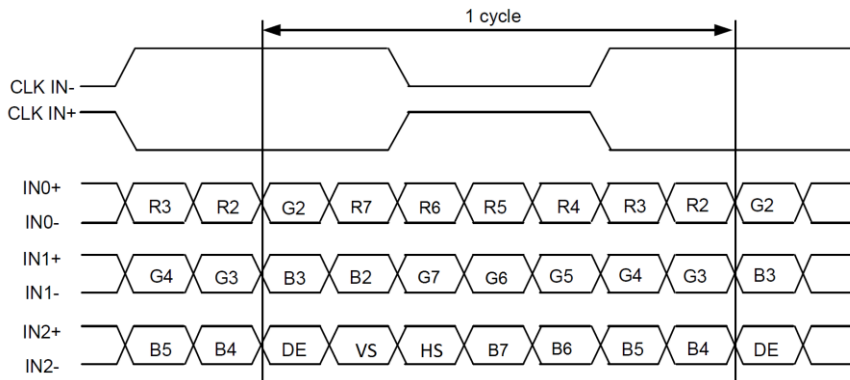 1 cycle
CLK IN-
CLK IN+
IN0+
R3 R2 G2 R7 R6 R5 R4 R3 R2 G2
IN0-
IN1+
G4 G3 B3 B2 G7 G6 G5 G4 G3 B3
IN1-
IN2+
B5 B4 DE VS HS B7 B6 B5 B4 DE
IN2-